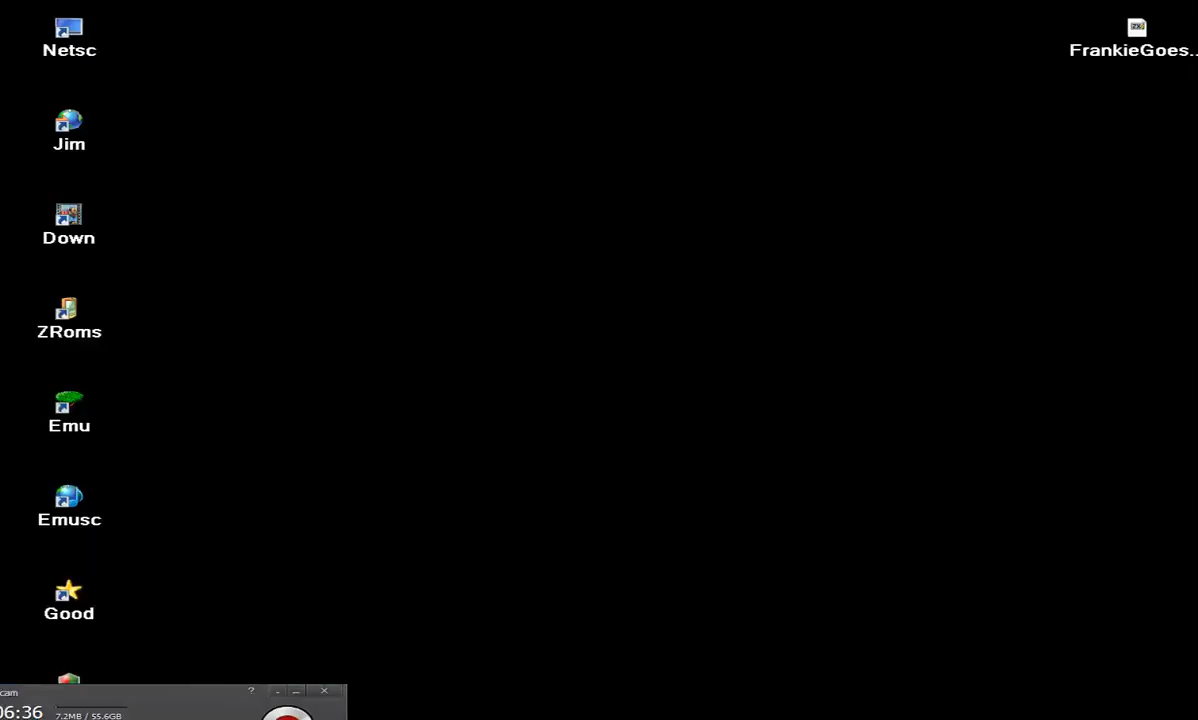 Netsc
FrankieGoes..
Jim
Down
ZRoms
Emu
Emusc
Good
cam
? - – ×
06:36 7.2MB / 55.6GB